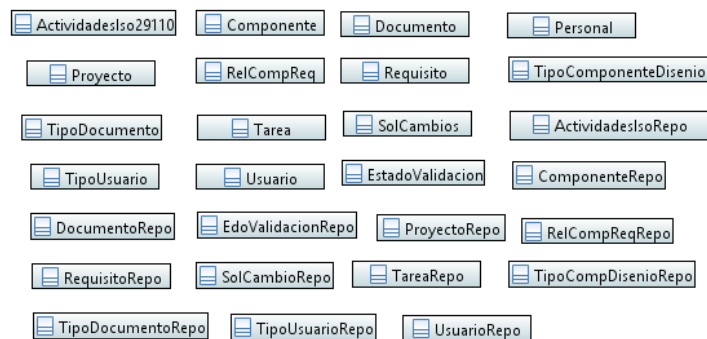 ActividadesIso29110 Componente Documento Personal
Proyecto RelCompReq Requisito TipoComponenteDisenio
TipoDocumento Tarea SolCambios ActividadesIsoRepo
TipoUsuario Usuario EstadoValidacion ComponenteRepo
DocumentoRepo EdoValidacionRepo ProyectoRepo RelCompReqRepo
RequisitoRepo SolCambioRepo TareaRepo TipoCompDisenioRepo
TipoDocumentoRepo TipoUsuarioRepo UsuarioRepo